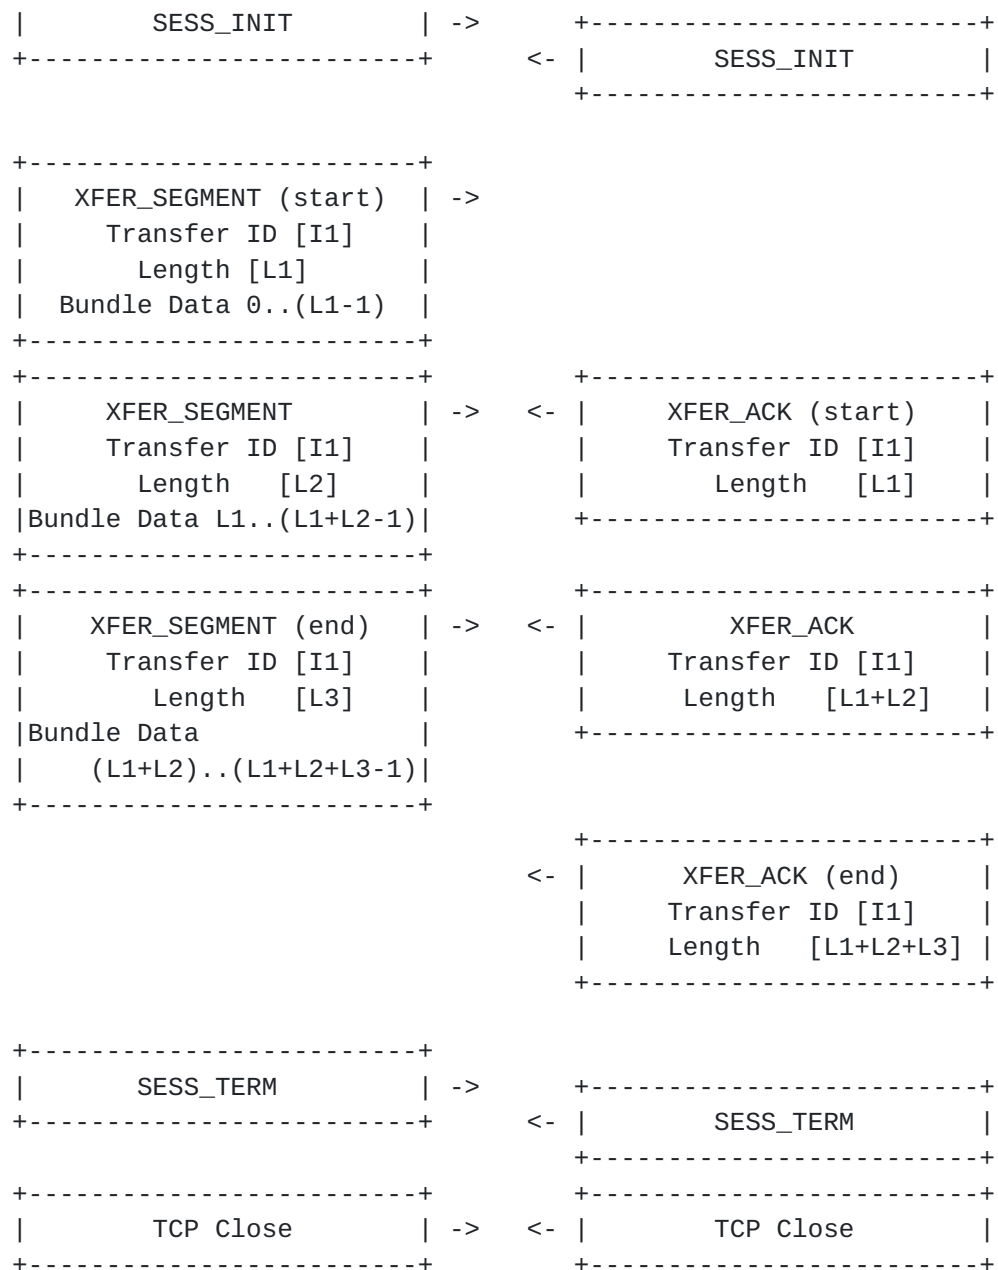 |        SESS_INIT        | ->      +-------------------------+
+-------------------------+      <- |        SESS_INIT        |
                                    +-------------------------+

+-------------------------+
|   XFER_SEGMENT (start)  | ->
|     Transfer ID [I1]    |
|       Length [L1]       |
|  Bundle Data 0..(L1-1)  |
+-------------------------+
+-------------------------+         +-------------------------+
|     XFER_SEGMENT        | ->   <- |     XFER_ACK (start)    |
|     Transfer ID [I1]    |         |     Transfer ID [I1]    |
|       Length   [L2]     |         |        Length   [L1]    |
|Bundle Data L1..(L1+L2-1)|         +-------------------------+
+-------------------------+
+-------------------------+         +-------------------------+
|    XFER_SEGMENT (end)   | ->   <- |         XFER_ACK        |
|     Transfer ID [I1]    |         |     Transfer ID [I1]    |
|        Length   [L3]    |         |      Length   [L1+L2]   |
|Bundle Data              |         +-------------------------+
|    (L1+L2)..(L1+L2+L3-1)|
+-------------------------+
                                    +-------------------------+
                                 <- |      XFER_ACK (end)     |
                                    |     Transfer ID [I1]    |
                                    |     Length   [L1+L2+L3] |
                                    +-------------------------+

+-------------------------+
|       SESS_TERM         | ->      +-------------------------+
+-------------------------+      <- |        SESS_TERM        |
                                    +-------------------------+
+-------------------------+         +-------------------------+
|        TCP Close        | ->   <- |        TCP Close        |
+-------------------------+         +-------------------------+